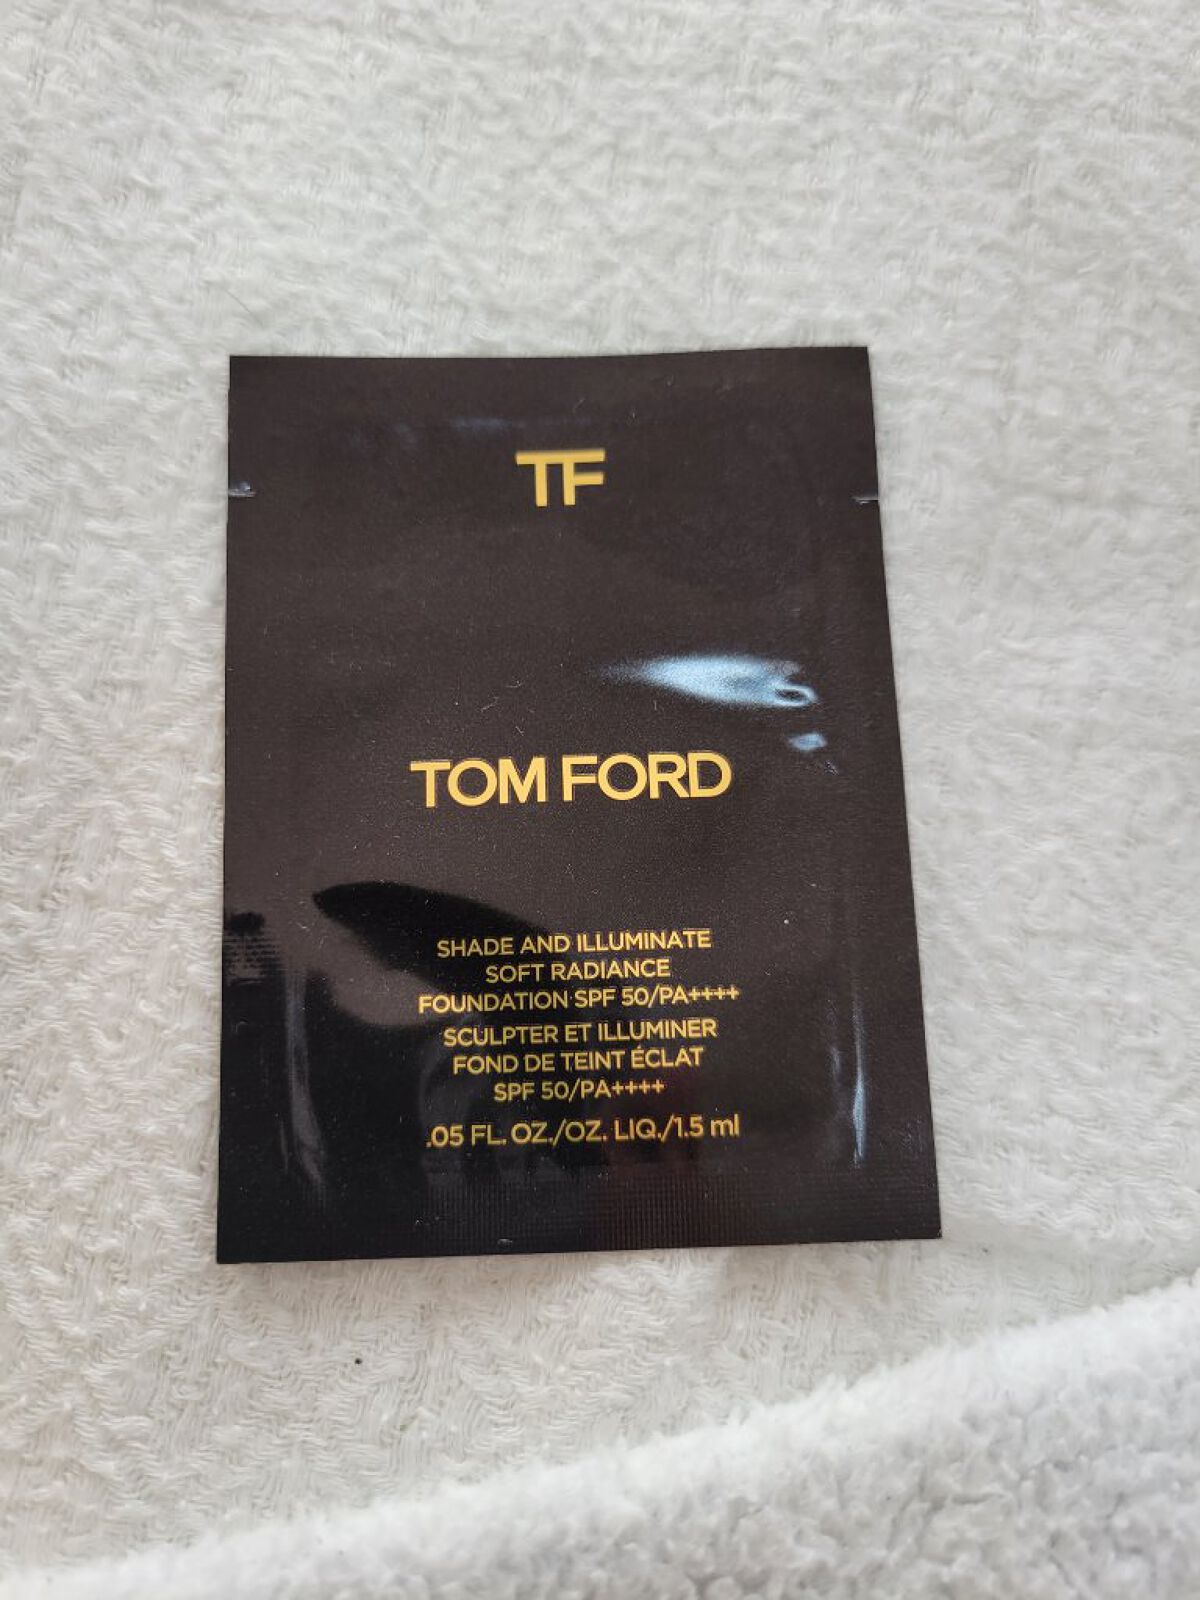 TF
TOM FORD
SHADE AND ILLUMINATE
SOFT RADIANCE
FOUNDATION SPF 50/PA++++
SCULPTER ET ILLUMINER
FOND DE TEINT ÉCLAT
SPF 50/PA++++
.05 FL. OZ./OZ. LIQ./1.5 ml